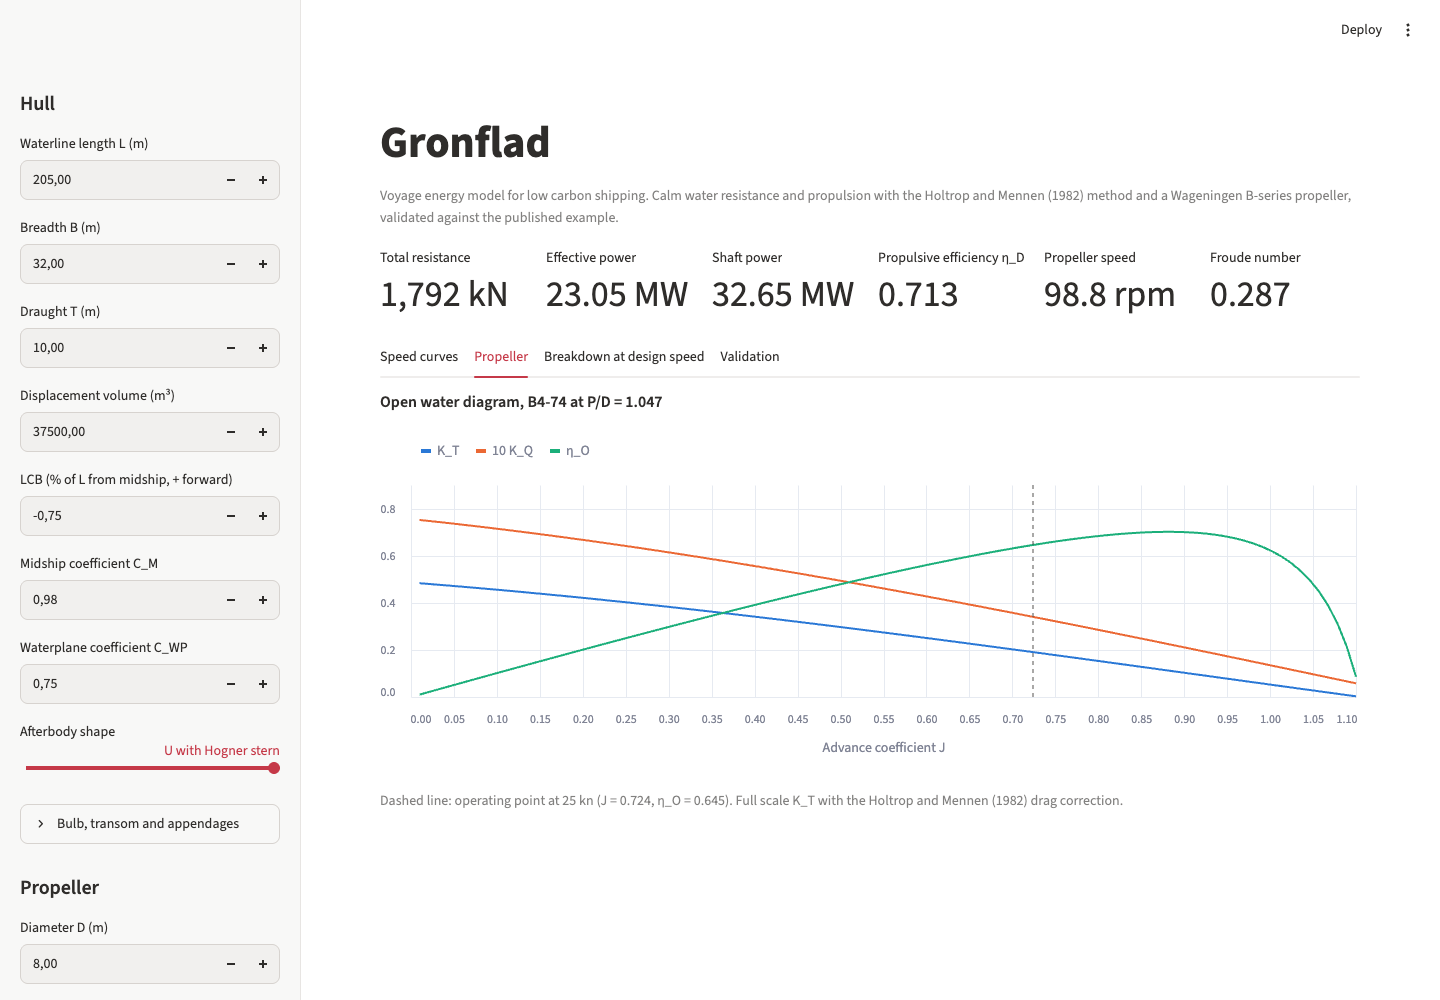 Deploy
Hull
Waterline length L (m)
205,00
Breadth B (m)
32,00
Draught T (m)
10,00
Displacement volume (m³)
37500,00
LCB (% of L from midship, + forward)
-0,75
Midship coefficient C_M
0,98
Waterplane coefficient C_WP
0,75
Afterbody shape
U with Hogner stern
Bulb, transom and appendages
Propeller
Diameter D (m)
8,00
Gronflad
Voyage energy model for low carbon shipping. Calm water resistance and propulsion with the Holtrop and Mennen (1982) method and a Wageningen B-series propeller,
validated against the published example.
Total resistance Effective power Shaft power Propulsive efficiency η_D Propeller speed Froude number
1,792 kN 23.05 MW 32.65 MW 0.713 98.8 rpm 0.287
Speed curves Propeller Breakdown at design speed Validation
Open water diagram, B4-74 at P/D = 1.047
K_T 10 K_Q η_O
0.8
0.6
0.4
0.2
0.0
0.00 0.05 0.10 0.15 0.20 0.25 0.30 0.35 0.40 0.45 0.50 0.55 0.60 0.65 0.70 0.75 0.80 0.85 0.90 0.95 1.00 1.05 1.10
Advance coefficient J
Dashed line: operating point at 25 kn (J = 0.724, η_O = 0.645). Full scale K_T with the Holtrop and Mennen (1982) drag correction.